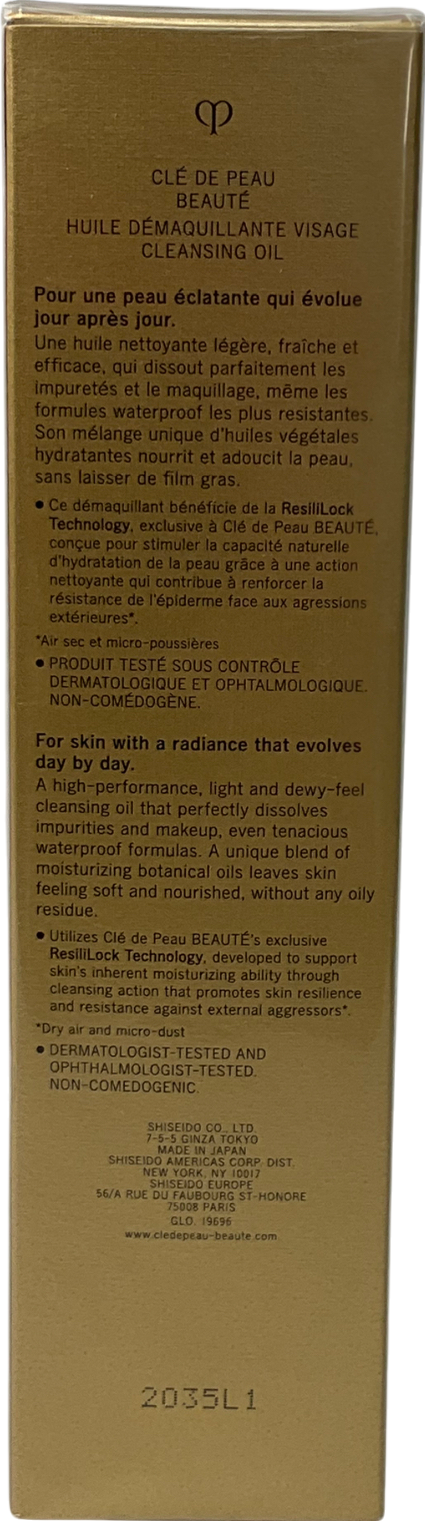 CLÉ DE PEAU
BEAUTÉ
HUILE DÉMAQUILLANTE VISAGE
CLEANSING OIL
Pour une peau éclatante qui évolue
jour après jour.
Une huile nettoyante légère, fraîche et
efficace, qui dissout parfaitement les
impuretés et le maquillage, même les
formules waterproof les plus resistantes.
Son mélange unique d'huiles végétales
hydratantes nourrit et adoucit la peau,
sans laisser de film gras.
• Ce démaquillant bénéficie de la ResiliLock
Technology, exclusive à Clé de Peau BEAUTÉ,
conçue pour stimuler la capacité naturelle
d'hydratation de la peau grâce à une action
nettoyante qui contribue à renforcer la
résistance de l'épiderme face aux agressions
extérieures*.
*Air sec et micro-poussières
• PRODUIT TESTÉ SOUS CONTRÔLE
DERMATOLOGIQUE ET OPHTALMOLOGIQUE.
NON-COMÉDOGÈNE.
For skin with a radiance that evolves
day by day.
A high-performance, light and dewy-feel
cleansing oil that perfectly dissolves
impurities and makeup, even tenacious
waterproof formulas. A unique blend of
moisturizing botanical oils leaves skin
feeling soft and nourished, without any oily
residue.
• Utilizes Clé de Peau BEAUTÉ's exclusive
ResiliLock Technology, developed to support
skin's inherent moisturizing ability through
cleansing action that promotes skin resilience
and resistance against external aggressors*.
*Dry air and micro-dust
• DERMATOLOGIST-TESTED AND
OPHTHALMOLOGIST-TESTED.
NON-COMEDOGENIC.
SHISEIDO CO., LTD.
7-5-5 GINZA TOKYO
MADE IN JAPAN
SHISEIDO AMERICAS CORP. DIST.
NEW YORK, NY 10017
SHISEIDO EUROPE
56/A RUE DU FAUBOURG ST-HONORE
75008 PARIS
GLO. 19696
www.cledepeau-beaute.com
2035L1